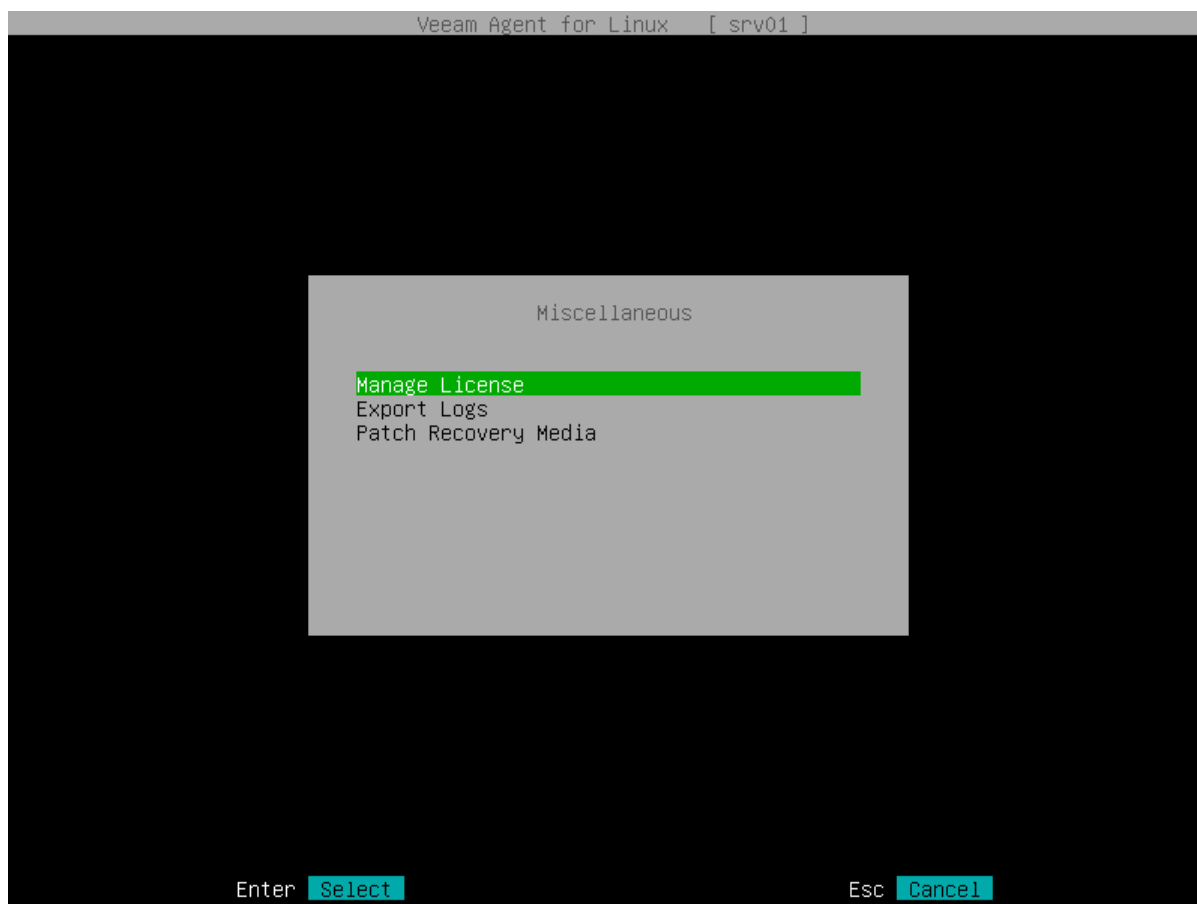 Veeam Agent for Linux [ srv01 ]
Miscellaneous
Manage License
Export Logs
Patch Recovery Media
Enter Select Esc Cancel